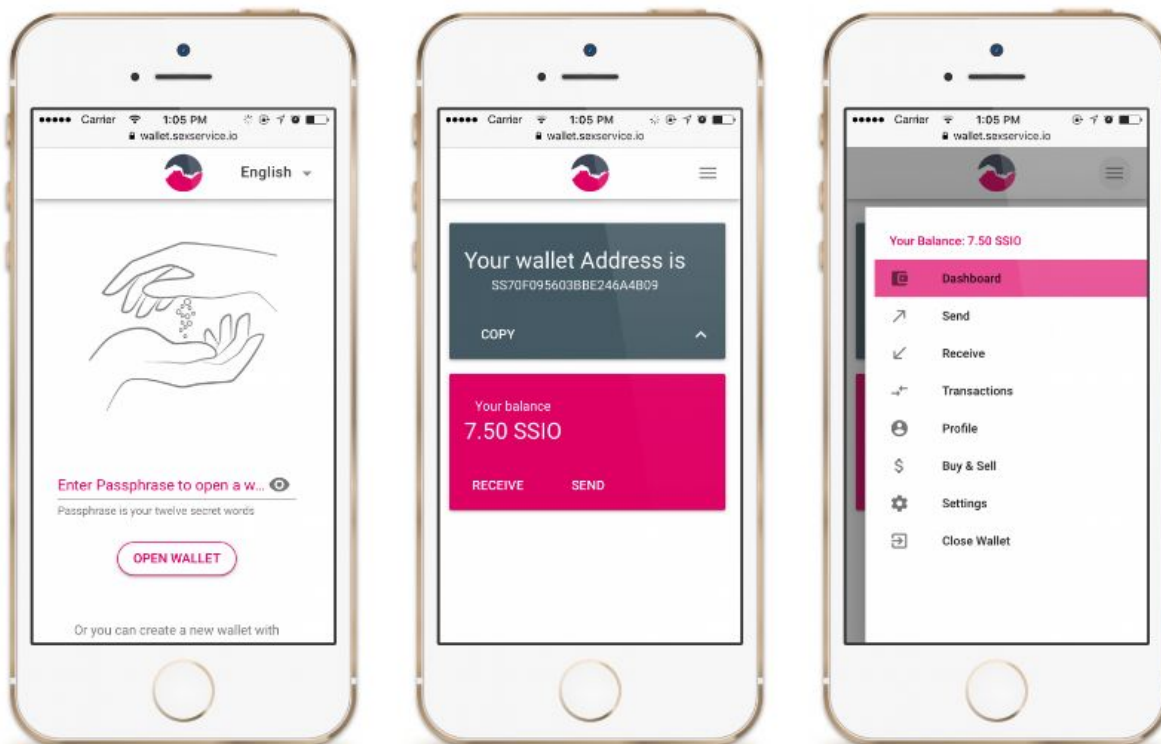 Carrier 1:05 PM
wallet.sexservice.io
English
Enter Passphrase to open a w...
Passphrase is your twelve secret words
OPEN WALLET
Or you can create a new wallet with
Carrier 1:05 PM
wallet.sexservice.io
Your wallet Address is
SS70F095603BBE246A4B09
COPY
Your balance
7.50 SSIO
RECEIVE SEND
Carrier 1:05 PM
wallet.sexservice.io
Your Balance: 7.50 SSIO
Dashboard
Send
Receive
Transactions
Profile
Buy & Sell
Settings
Close Wallet